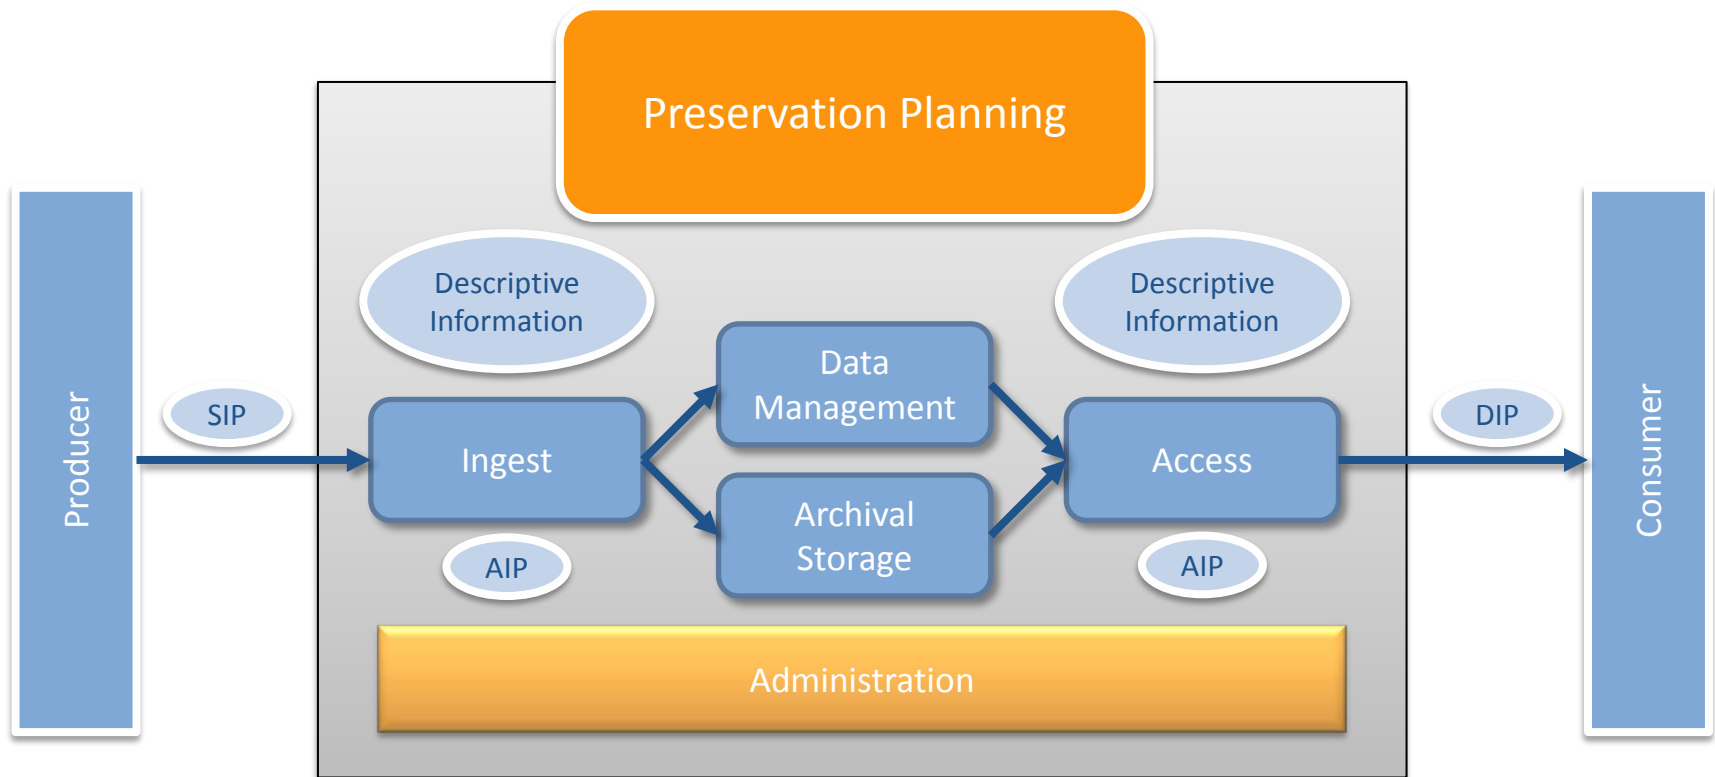 Preservation Planning
Descriptive
Information
Descriptive
Information
Data
Management
Producer
SIP
Ingest
Access
DIP
Consumer
Archival
Storage
AIP
AIP
Administration